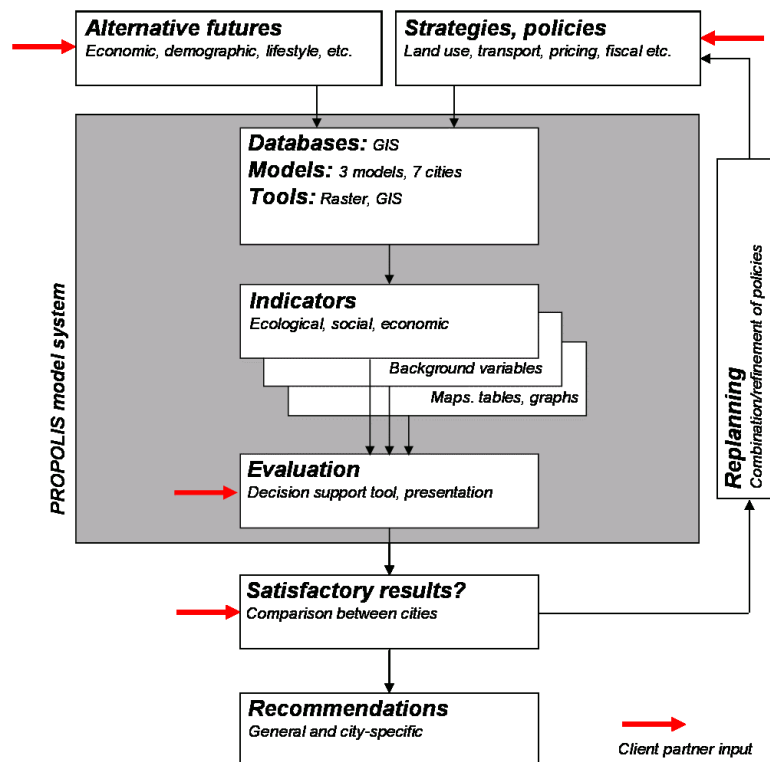 Alternative futures
Economic, demographic, lifestyle, etc.
Strategies, policies
Land use, transport, pricing, fiscal etc.
Databases: GIS
Models: 3 models, 7 cities
Tools: Raster, GIS
Indicators
Ecological, social, economic
Background variables
Maps. tables, graphs
Evaluation
Decision support tool, presentation
PROPOLIS model system
Replanning
Combination/refinement of policies
Satisfactory results?
Comparison between cities
Recommendations
General and city-specific
Client partner input